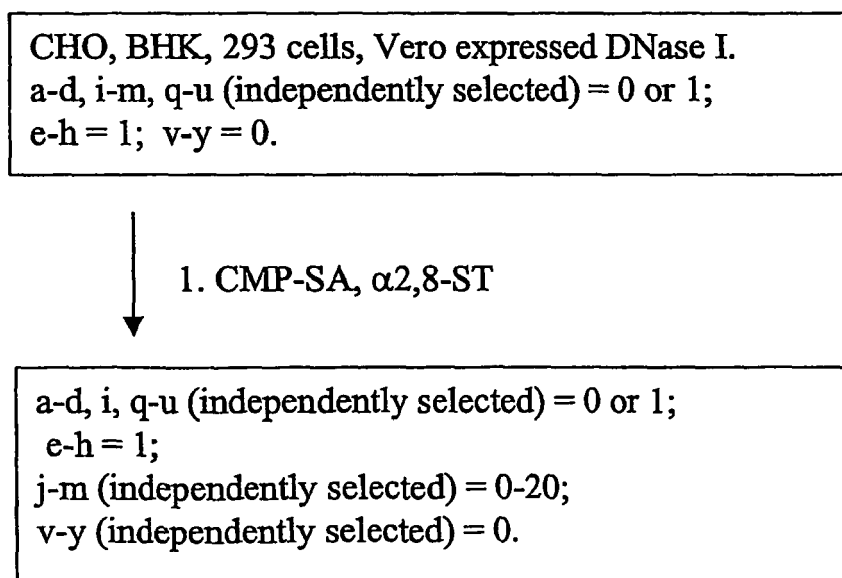 CHO, BHK, 293 cells, Vero expressed DNase I.
a-d, i-m, q-u (independently selected) = 0 or 1;
e-h = 1; v-y = 0.
1. CMP-SA, α2,8-ST
a-d, i, q-u (independently selected) = 0 or 1;
e-h = 1;
j-m (independently selected) = 0-20;
v-y (independently selected) = 0.